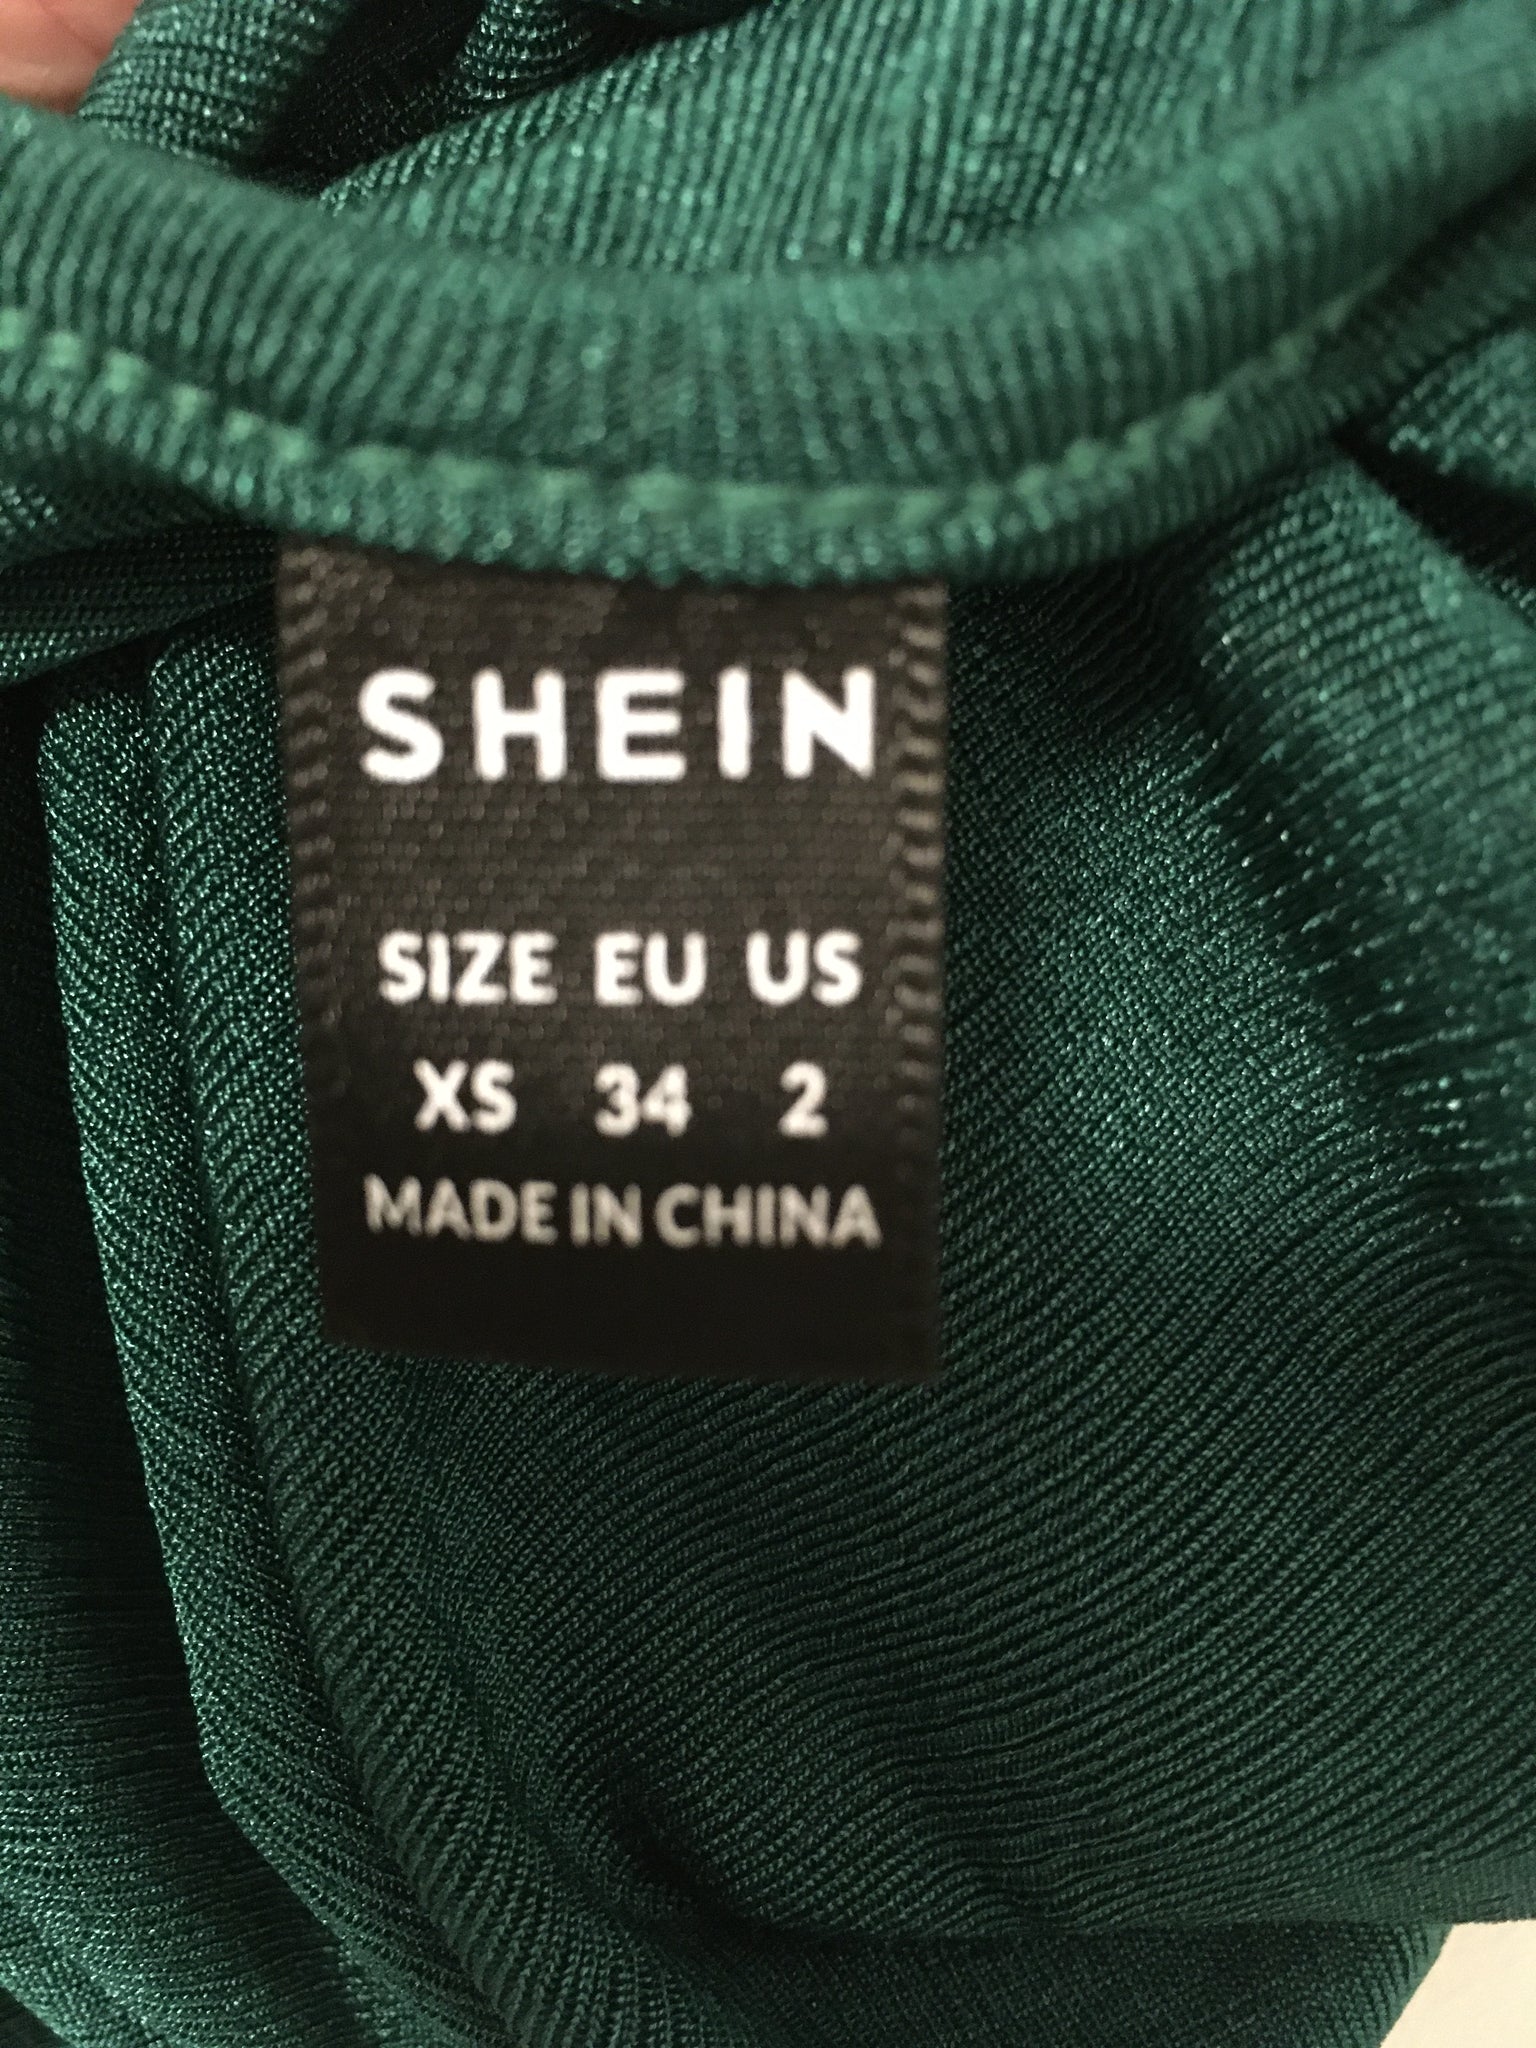 SHEIN
SIZE EU US
XS 34 2
MADE IN CHINA